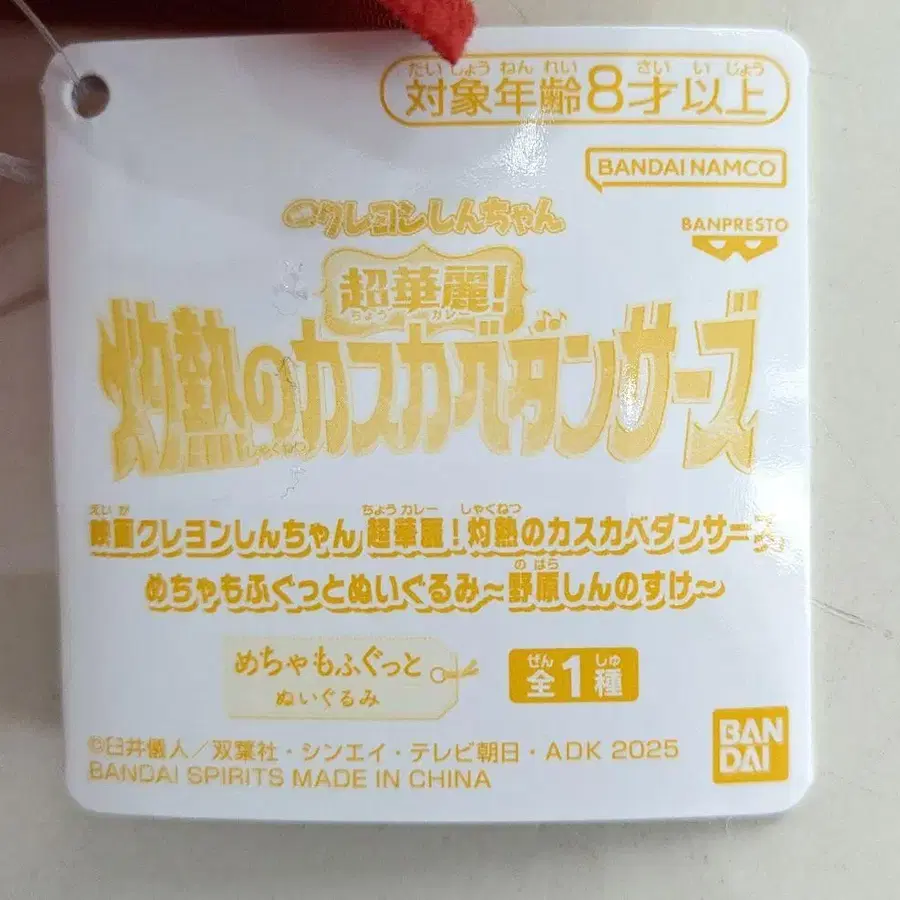 たいしょうねんれい さいいじょう
対象年齢8才以上
BANDAI NAMCO
BANPRESTO
映画クレヨンしんちゃん
超華麗!
ちょう カレー
灼熱のカスカベダンサーズ
しゃくねつ
えいが ちょうカレー しゃくねつ
映画クレヨンしんちゃん 超華麗!灼熱のカスカベダンサーズ
のはら
めちゃもふぐっとぬいぐるみ~野原しんのすけ~
めちゃもふぐっと
ぬいぐるみ
ぜん しゅ
全1種
©臼井儀人/双葉社・シンエイ・テレビ朝日・ADK 2025
BANDAI SPIRITS MADE IN CHINA
BAN
DAI